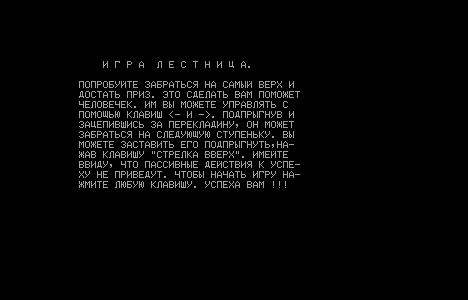 И Г Р А  Л Е С Т Н И Ц А.
ПОПРОБУЙТЕ ЗАБРАТЬСЯ НА САМЫЙ ВЕРХ И
ДОСТАТЬ ПРИЗ. ЭТО СДЕЛАТЬ ВАМ ПОМОЖЕТ
ЧЕЛОВЕЧЕК. ИМ ВЫ МОЖЕТЕ УПРАВЛЯТЬ С
ПОМОЩЬЮ КЛАВИШ <- И ->. ПОДПРЫГНУВ И
ЗАЦЕПИВШИСЬ ЗА ПЕРЕКЛАДИНУ, ОН МОЖЕТ
ЗАБРАТЬСЯ НА СЛЕДУЮЩУЮ СТУПЕНЬКУ. ВЫ
МОЖЕТЕ ЗАСТАВИТЬ ЕГО ПОДПРЫГНУТЬ,НА-
ЖАВ КЛАВИШУ "СТРЕЛКА ВВЕРХ". ИМЕЙТЕ
ВВИДУ, ЧТО ПАССИВНЫЕ ДЕЙСТВИЯ К УСПЕ-
ХУ НЕ ПРИВЕДУТ. ЧТОБЫ НАЧАТЬ ИГРУ НА-
ЖМИТЕ ЛЮБУЮ КЛАВИШУ. УСПЕХА ВАМ !!!